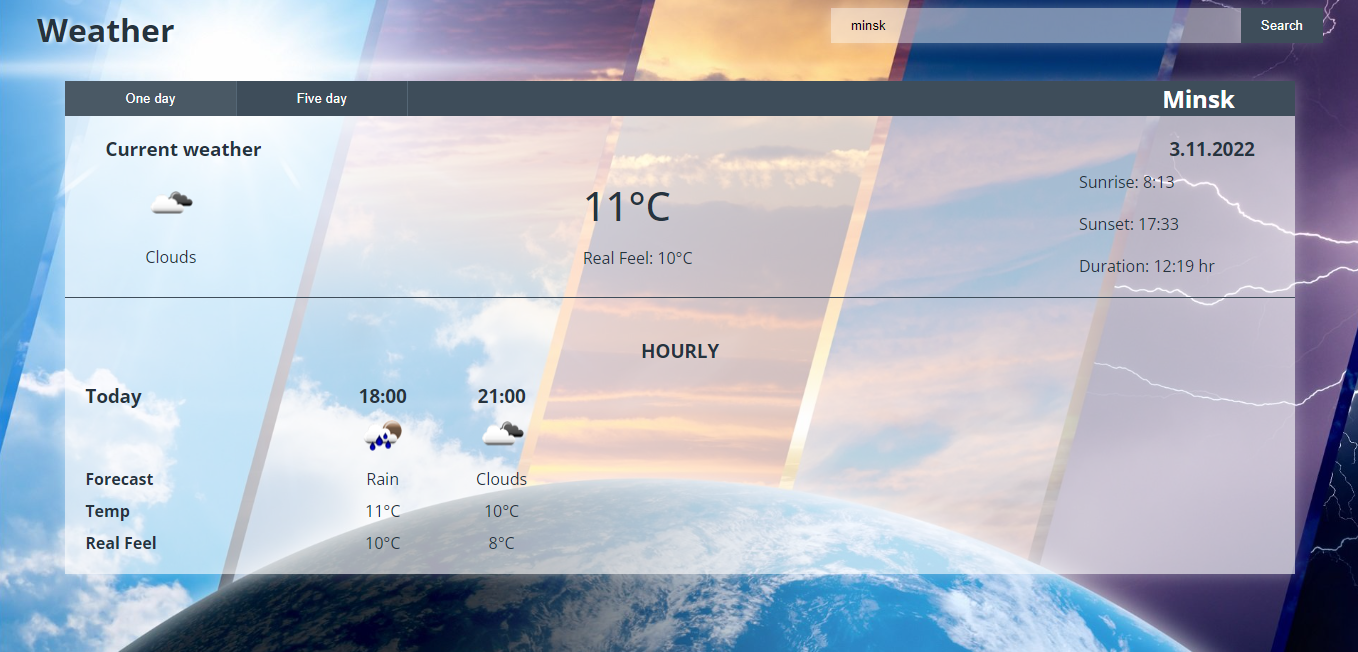 Weather
minsk Search
One day Five day Minsk
Current weather 3.11.2022
Sunrise: 8:13
11°C
Sunset: 17:33
Clouds Real Feel: 10°C
Duration: 12:19 hr
HOURLY
Today 18:00 21:00
Forecast Rain Clouds
Temp 11°C 10°C
Real Feel 10°C 8°C